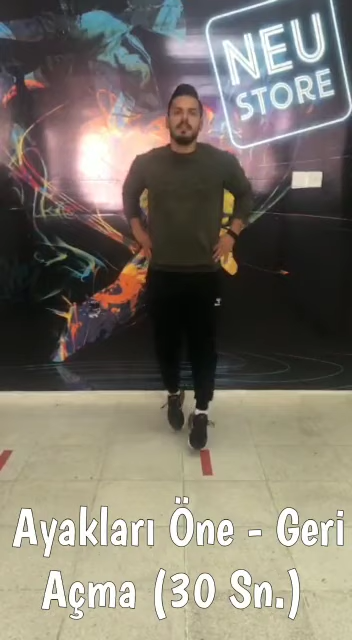 NEU
STORE
Ayakları Öne - Geri
Açma (30 Sn.)